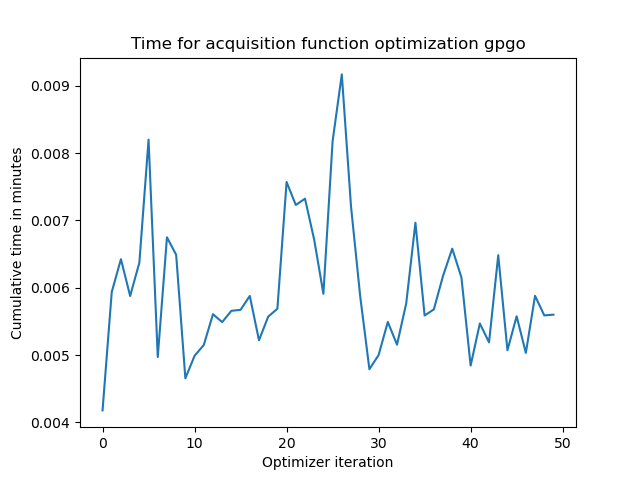 Time for acquisition function optimization gpgo
0.009
0.008
0.007
0.006
0.005
0.004
Cumulative time in minutes
0 10 20 30 40 50
Optimizer iteration